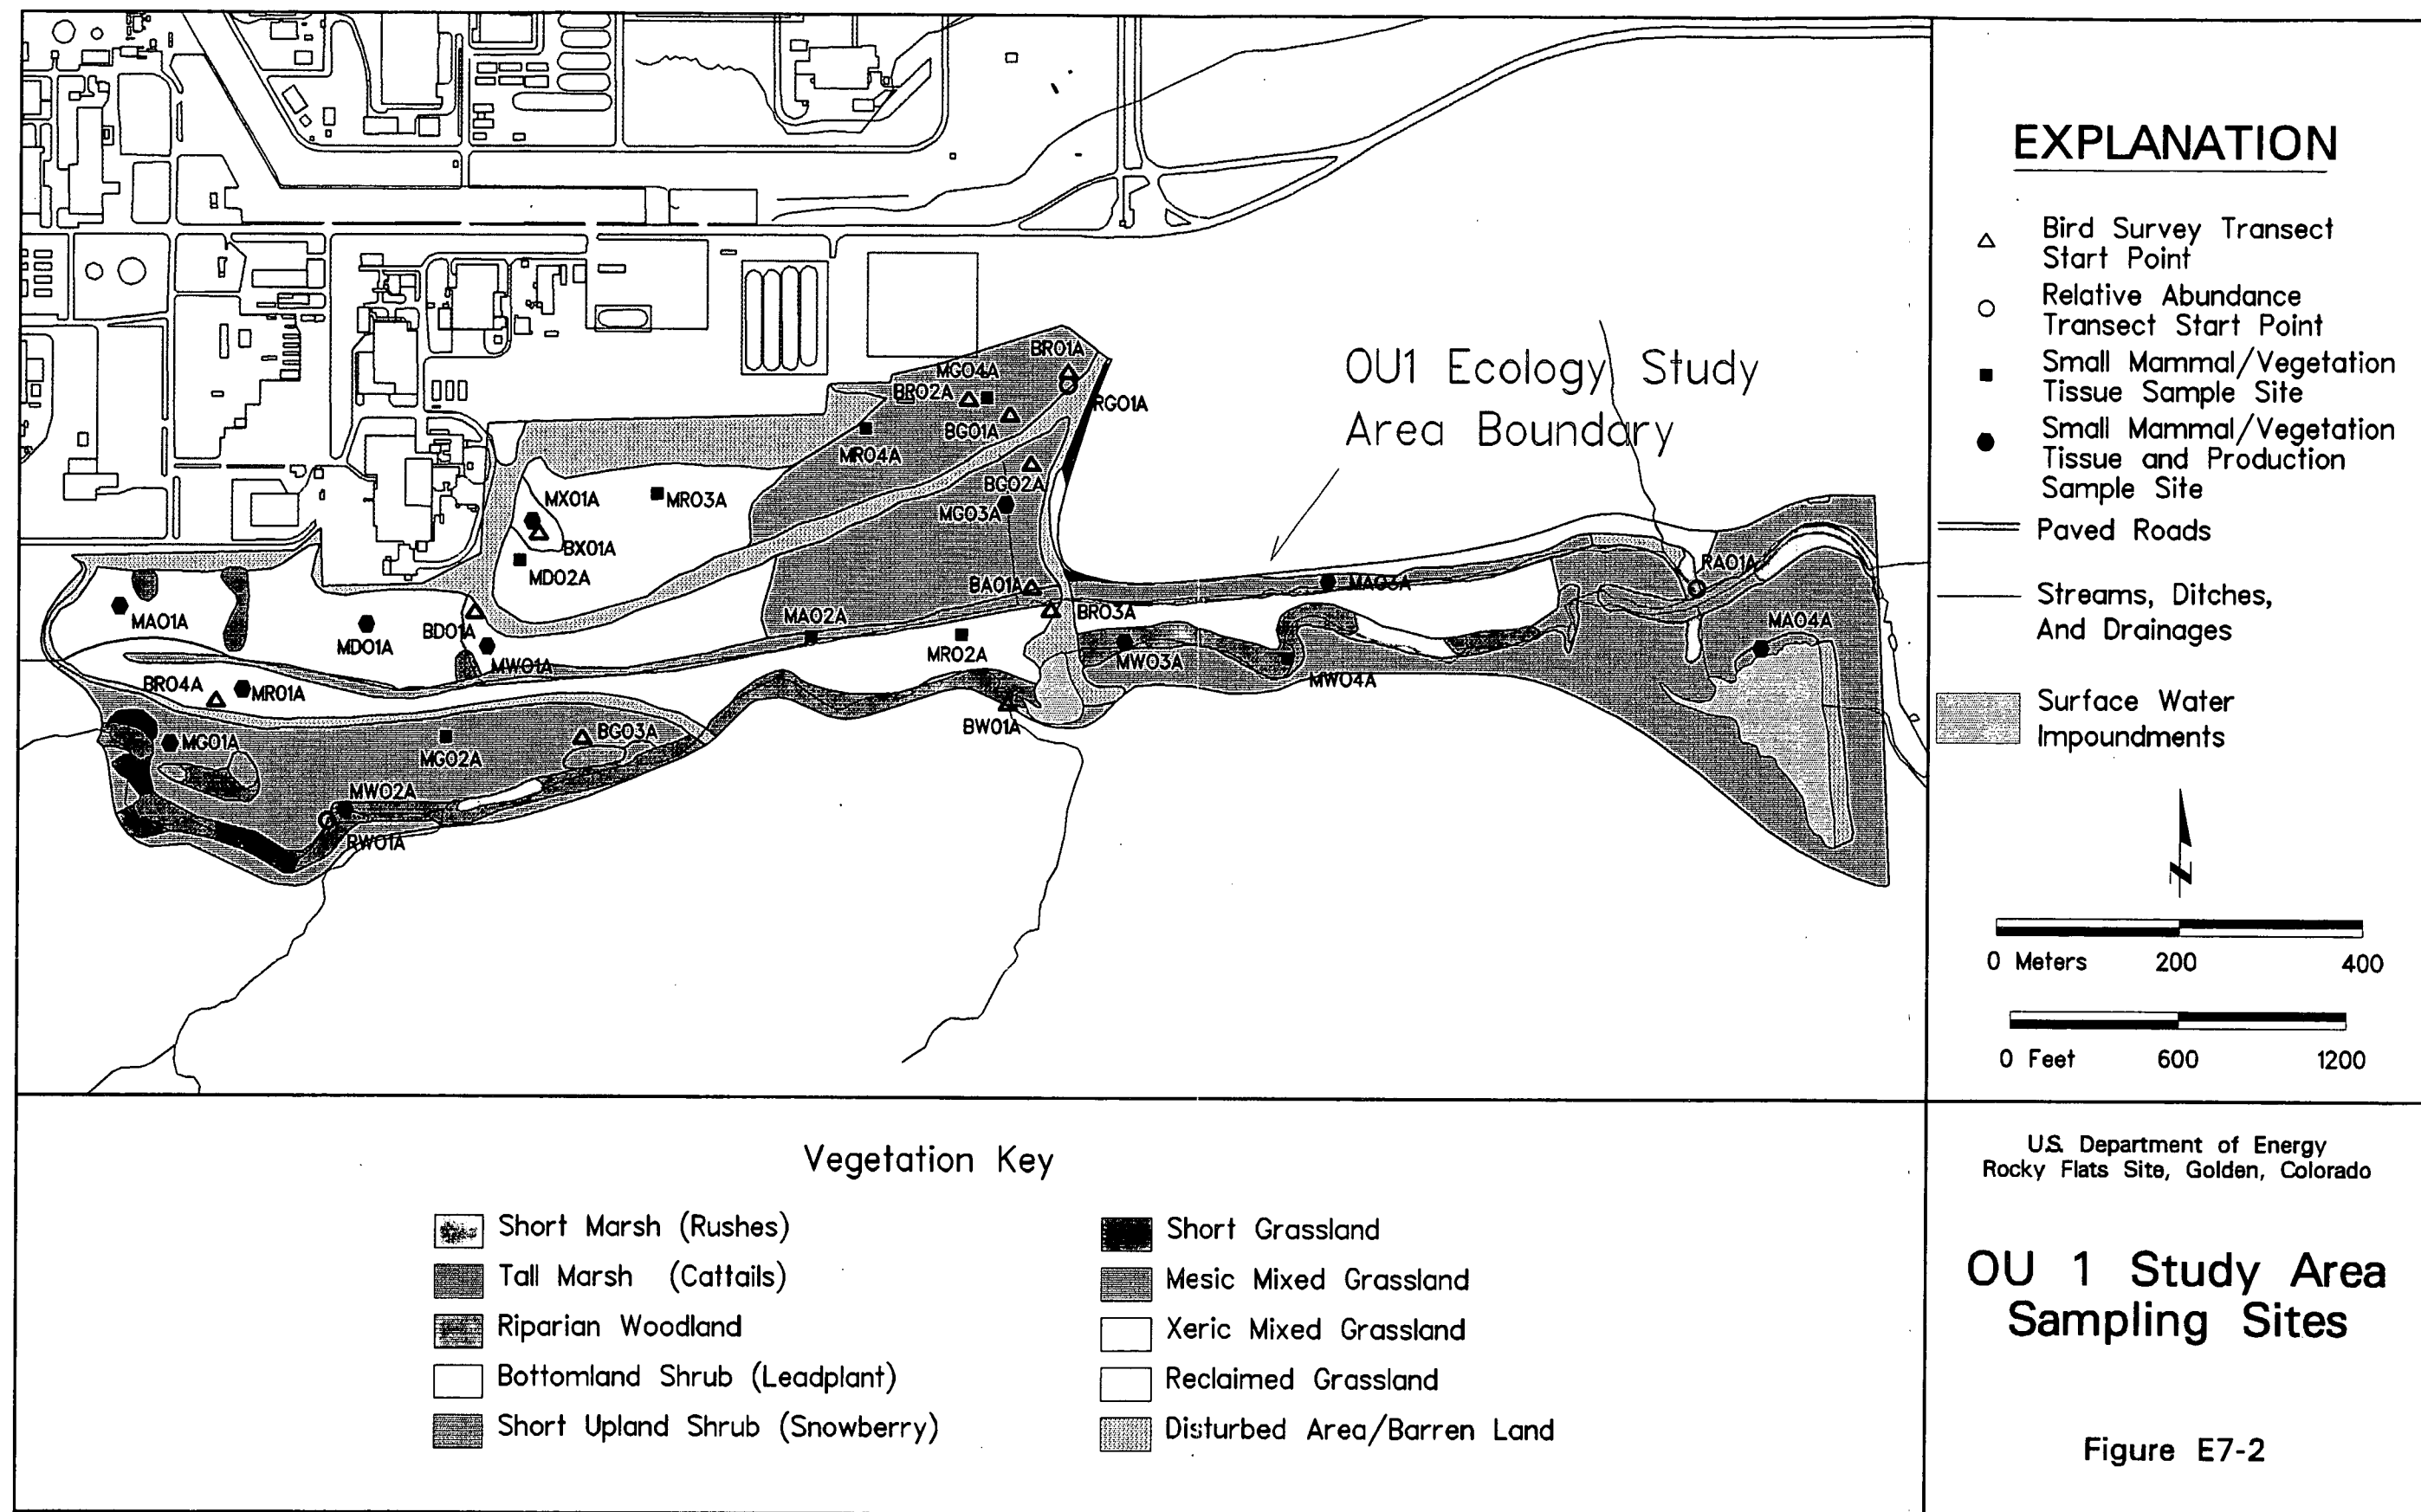 EXPLANATION
Bird Survey Transect
Start Point
Relative Abundance
Transect Start Point
Small Mammal/Vegetation
Tissue Sample Site
Small Mammal/Vegetation
Tissue and Production
Sample Site
Paved Roads
Streams, Ditches,
And Drainages
Surface Water
Impoundments
N
0 Meters 200 400
0 Feet 600 1200
OU1 Ecology Study
Area Boundary
BR01A
MG04A
BR02A
RG01A
BG01A
MR04A
BG02A
MX01A
MR03A
MG03A
BX01A
MD02A
BA01A
MA03A
RA01A
MA01A
MA02A
BR03A
MA04A
BD01A
MD01A
MR02A
MW01A
MW03A
MW04A
BR04A
MR01A
BW01A
BG03A
MG01A
MG02A
MW02A
RW01A
Vegetation Key
Short Marsh (Rushes)
Tall Marsh (Cattails)
Riparian Woodland
Bottomland Shrub (Leadplant)
Short Upland Shrub (Snowberry)
Short Grassland
Mesic Mixed Grassland
Xeric Mixed Grassland
Reclaimed Grassland
Disturbed Area/Barren Land
U.S. Department of Energy
Rocky Flats Site, Golden, Colorado
OU 1 Study Area
Sampling Sites
Figure E7-2